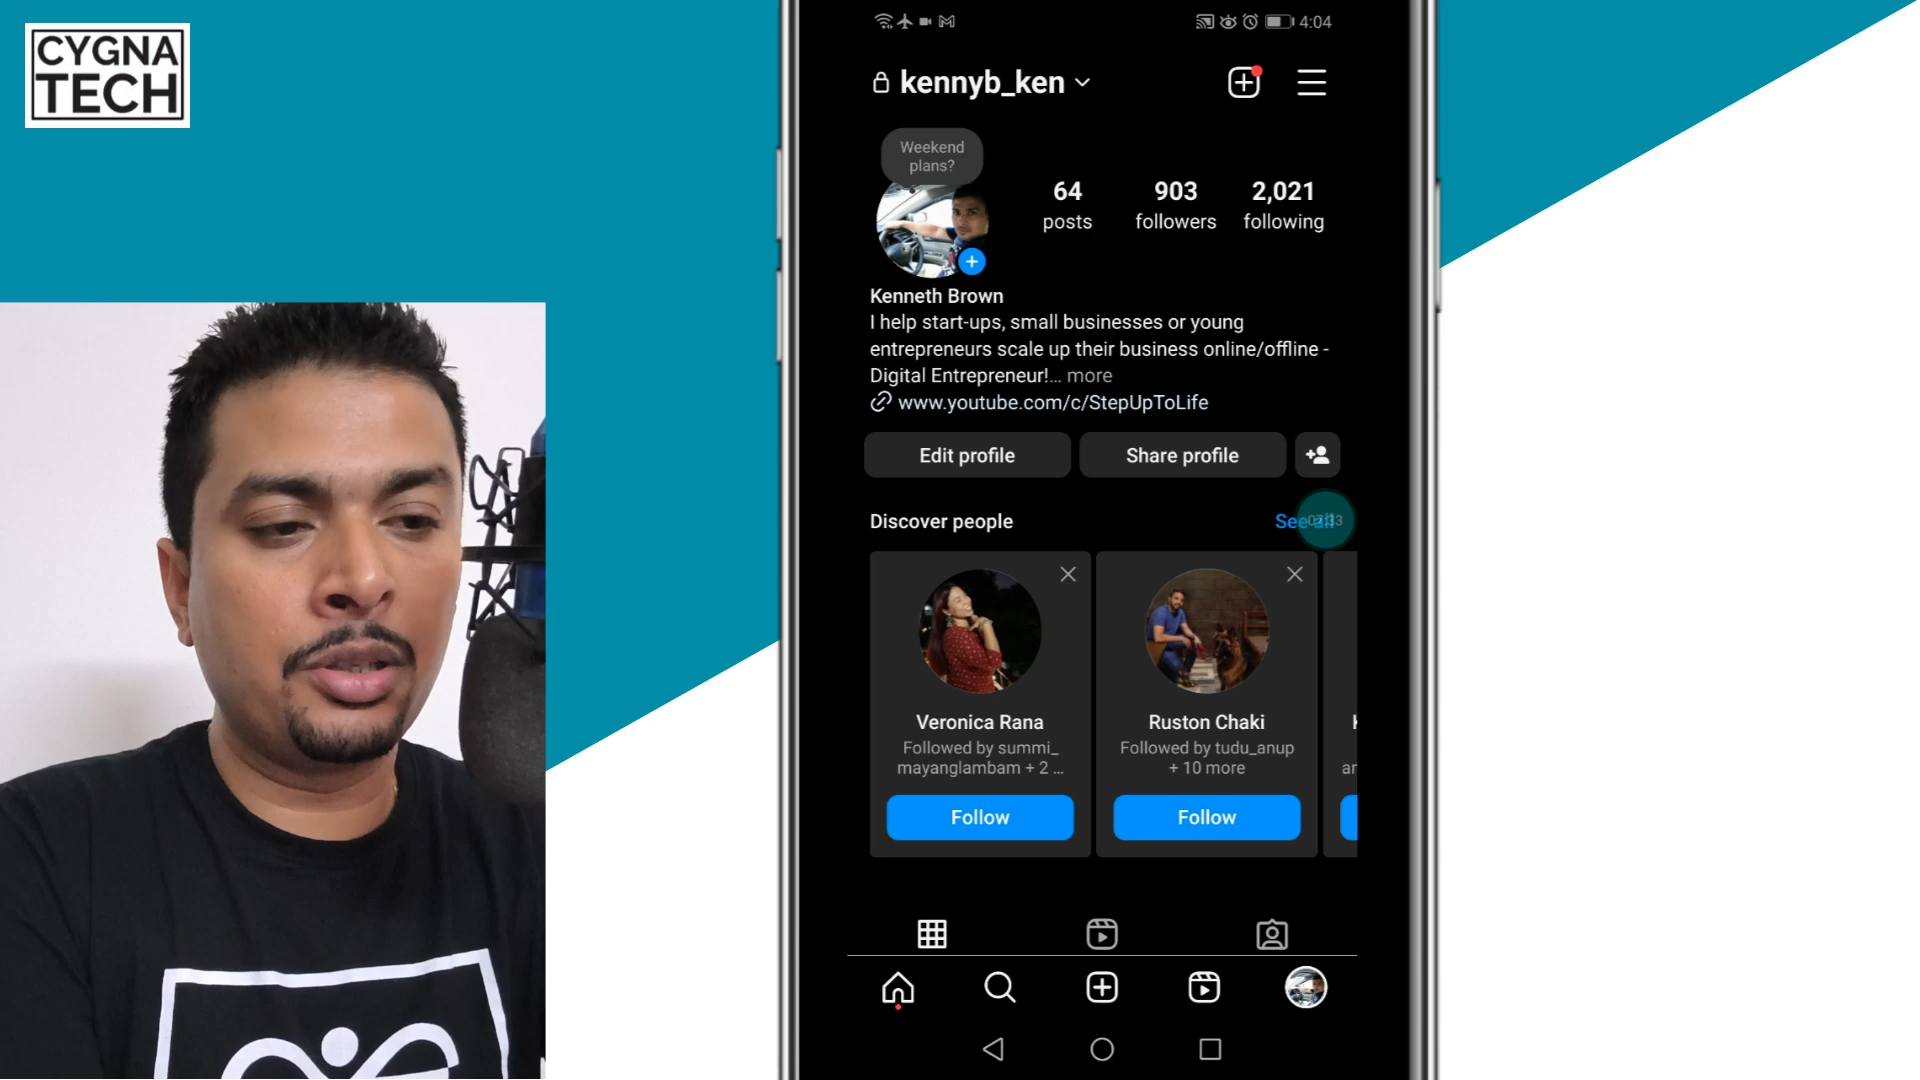 CYGNA
TECH
4:04
kennyb_ken
Weekend
plans?
64
posts
903
followers
2,021
following
Kenneth Brown
I help start-ups, small businesses or young
entrepreneurs scale up their business online/offline -
Digital Entrepreneur!... more
www.youtube.com/c/StepUpToLife
Edit profile
Share profile
Discover people
See all
Veronica Rana
Followed by summi_
mayanglambam + 2 ...
Follow
Ruston Chaki
Followed by tudu_anup
+ 10 more
Follow